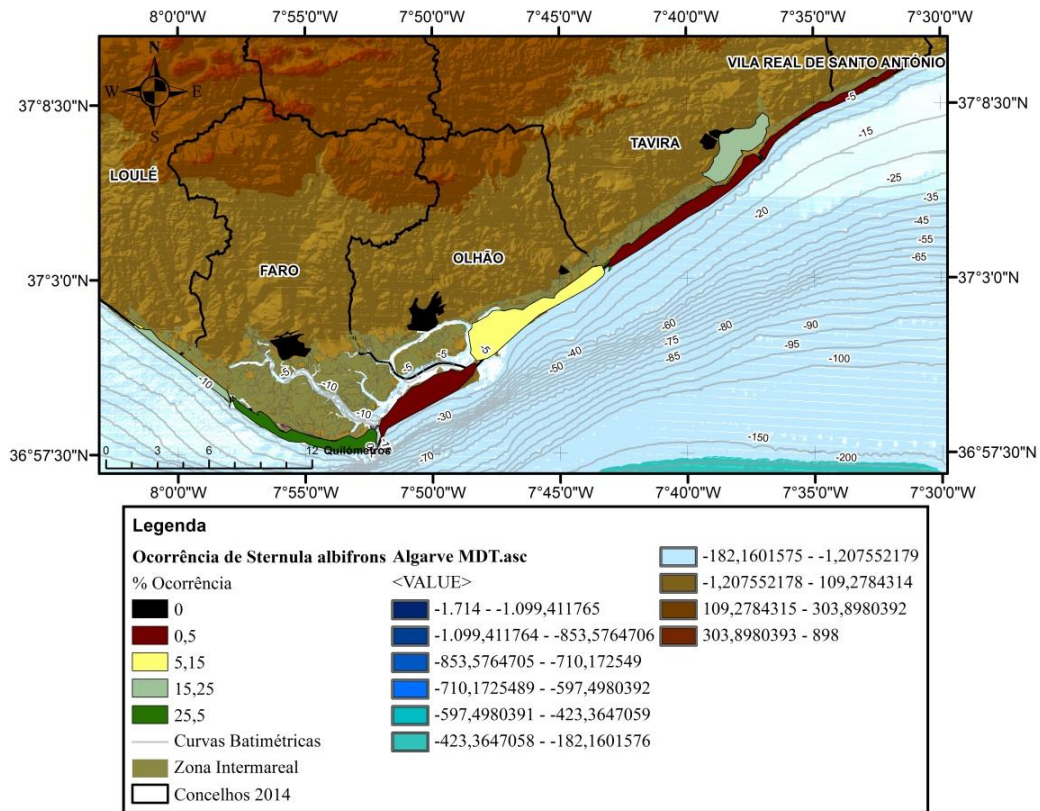 8°0'0"W 7°55'0"W 7°50'0"W 7°45'0"W 7°40'0"W 7°35'0"W 7°30'0"W
N
W E
S
VILA REAL DE SANTO ANTÓNIO
37°8'30"N 37°8'30"N
-5
-15
TAVIRA
LOULÉ
-25
-35
-20
-45
-55
-65
OLHÃO
FARO
37°3'0"N 37°3'0"N
-60
-90
-80
-75
-95
-5
-40
-85
-100
-5
-5
-50
-10
-5
-10
-10
-30
-150
Quilómetros
36°57'30"N 36°57'30"N
0 3 6 12
-70
-200
8°0'0"W 7°55'0"W 7°50'0"W 7°45'0"W 7°40'0"W 7°35'0"W 7°30'0"W
Legenda
Ocorrência de Sternula albifrons
% Ocorrência
0
0,5
5,15
15,25
25,5
Curvas Batimétricas
Zona Intermareal
Concelhos 2014
Algarve MDT.asc
<VALUE>
-1.714 - -1.099,411765
-1.099,411764 - -853,5764706
-853,5764705 - -710,172549
-710,1725489 - -597,4980392
-597,4980391 - -423,3647059
-423,3647058 - -182,1601576
-182,1601575 - -1,207552179
-1,207552178 - 109,2784314
109,2784315 - 303,8980392
303,8980393 - 898